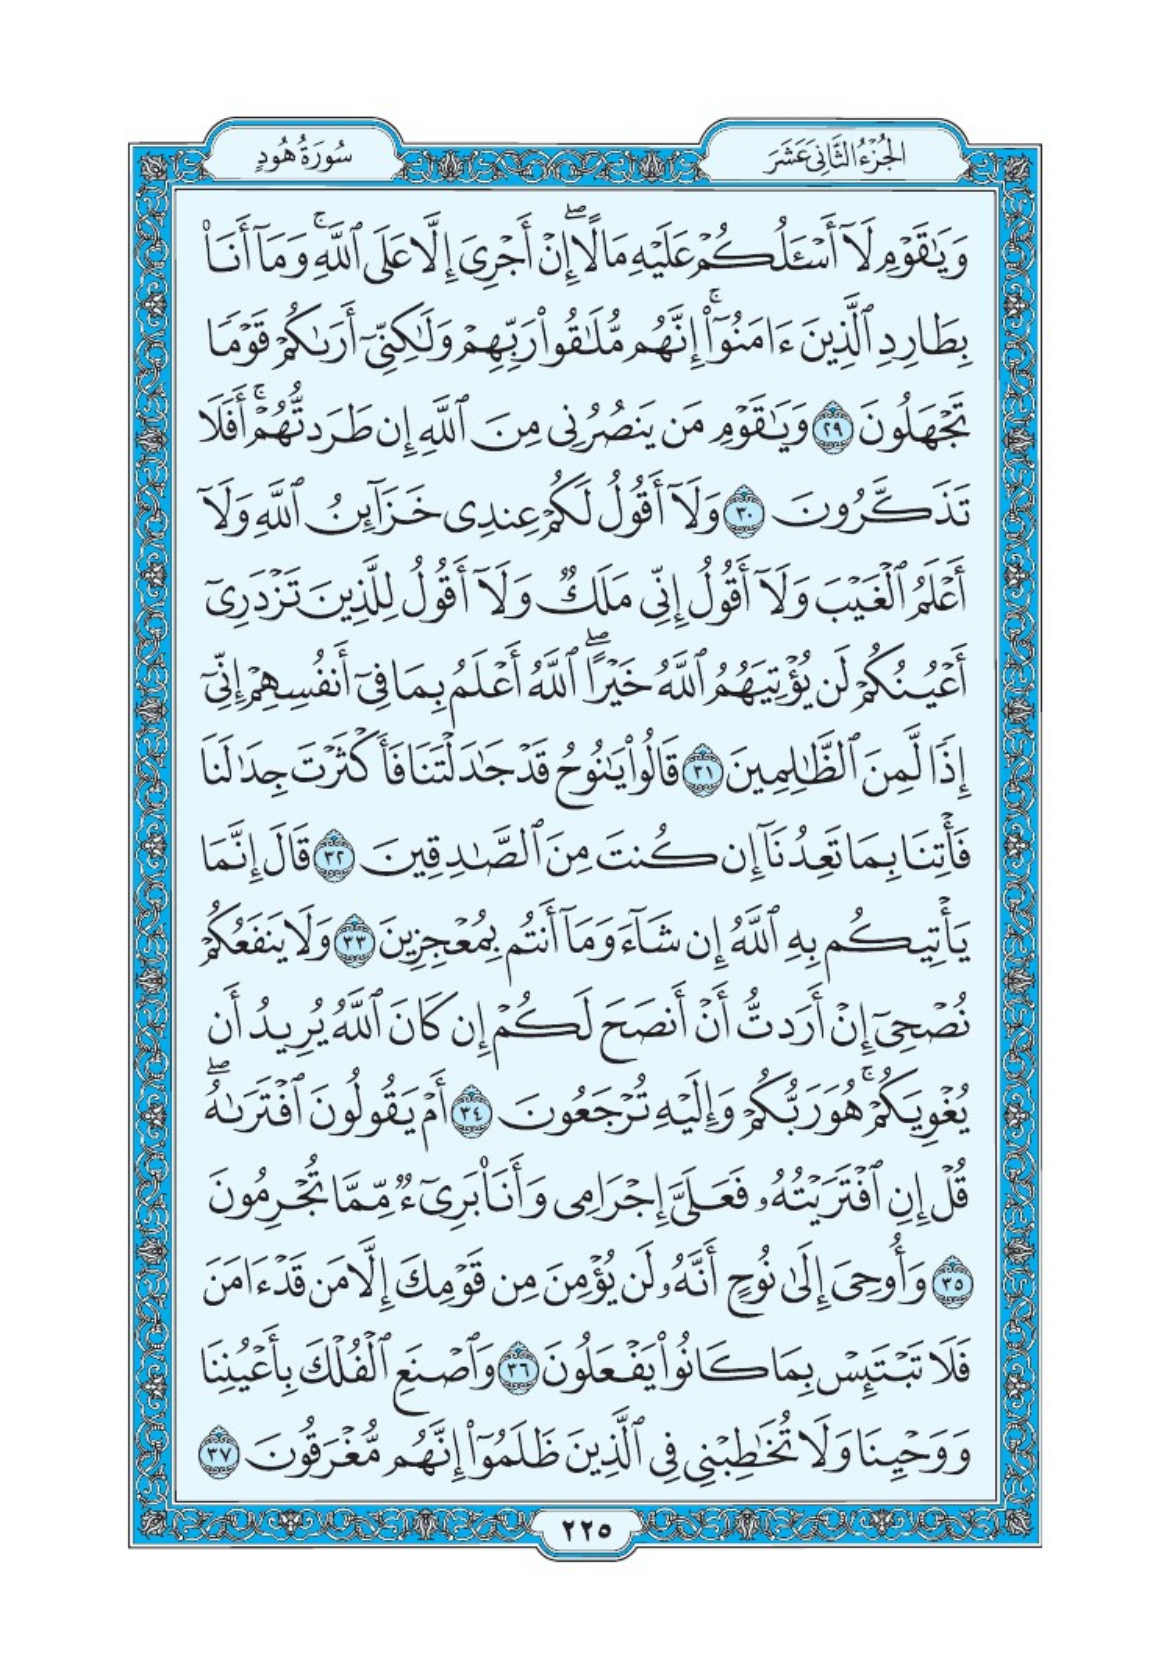 الجُزْءُ الثَّانِي عَشَرَ
سُورَةُ هُودٍ
وَيَٰقَوۡمِ لَآ أَسۡـَٔلُكُمۡ عَلَيۡهِ مَالًاۖ إِنۡ أَجۡرِيَ إِلَّا عَلَى ٱللَّهِۚ وَمَآ أَنَا۠
بِطَارِدِ ٱلَّذِينَ ءَامَنُوٓاْۚ إِنَّهُم مُّلَٰقُواْ رَبِّهِمۡ وَلَٰكِنِّيٓ أَرَىٰكُمۡ قَوۡمٗا
تَجۡهَلُونَ ٢٩ وَيَٰقَوۡمِ مَن يَنصُرُنِي مِنَ ٱللَّهِ إِن طَرَدتُّهُمۡۚ أَفَلَا
تَذَكَّرُونَ ٣٠ وَلَآ أَقُولُ لَكُمۡ عِندِي خَزَآئِنُ ٱللَّهِ وَلَآ
أَعۡلَمُ ٱلۡغَيۡبَ وَلَآ أَقُولُ إِنِّي مَلَكٞ وَلَآ أَقُولُ لِلَّذِينَ تَزۡدَرِيٓ
أَعۡيُنُكُمۡ لَن يُؤۡتِيَهُمُ ٱللَّهُ خَيۡرًاۖ ٱللَّهُ أَعۡلَمُ بِمَا فِيٓ أَنفُسِهِمۡ إِنِّيٓ
إِذٗا لَّمِنَ ٱلظَّٰلِمِينَ ٣١ قَالُواْ يَٰنُوحُ قَدۡ جَٰدَلۡتَنَا فَأَكۡثَرۡتَ جِدَٰلَنَا
فَأۡتِنَا بِمَا تَعِدُنَآ إِن كُنتَ مِنَ ٱلصَّٰدِقِينَ ٣٢ قَالَ إِنَّمَا
يَأۡتِيكُم بِهِ ٱللَّهُ إِن شَآءَ وَمَآ أَنتُم بِمُعۡجِزِينَ ٣٣ وَلَا يَنفَعُكُمۡ
نُصۡحِيٓ إِنۡ أَرَدتُّ أَنۡ أَنصَحَ لَكُمۡ إِن كَانَ ٱللَّهُ يُرِيدُ أَن
يُغۡوِيَكُمۡۚ هُوَ رَبُّكُمۡ وَإِلَيۡهِ تُرۡجَعُونَ ٣٤ أَمۡ يَقُولُونَ ٱفۡتَرَىٰهُۖ
قُلۡ إِنِ ٱفۡتَرَيۡتُهُۥ فَعَلَيَّ إِجۡرَامِي وَأَنَا۠ بَرِيٓءٞ مِّمَّا تُجۡرِمُونَ
٣٥ وَأُوحِيَ إِلَىٰ نُوحٍ أَنَّهُۥ لَن يُؤۡمِنَ مِن قَوۡمِكَ إِلَّا مَن قَدۡ ءَامَنَ
فَلَا تَبۡتَئِسۡ بِمَا كَانُواْ يَفۡعَلُونَ ٣٦ وَٱصۡنَعِ ٱلۡفُلۡكَ بِأَعۡيُنِنَا
وَوَحۡيِنَا وَلَا تُخَٰطِبۡنِي فِي ٱلَّذِينَ ظَلَمُوٓاْ إِنَّهُم مُّغۡرَقُونَ ٣٧
٢٢٥